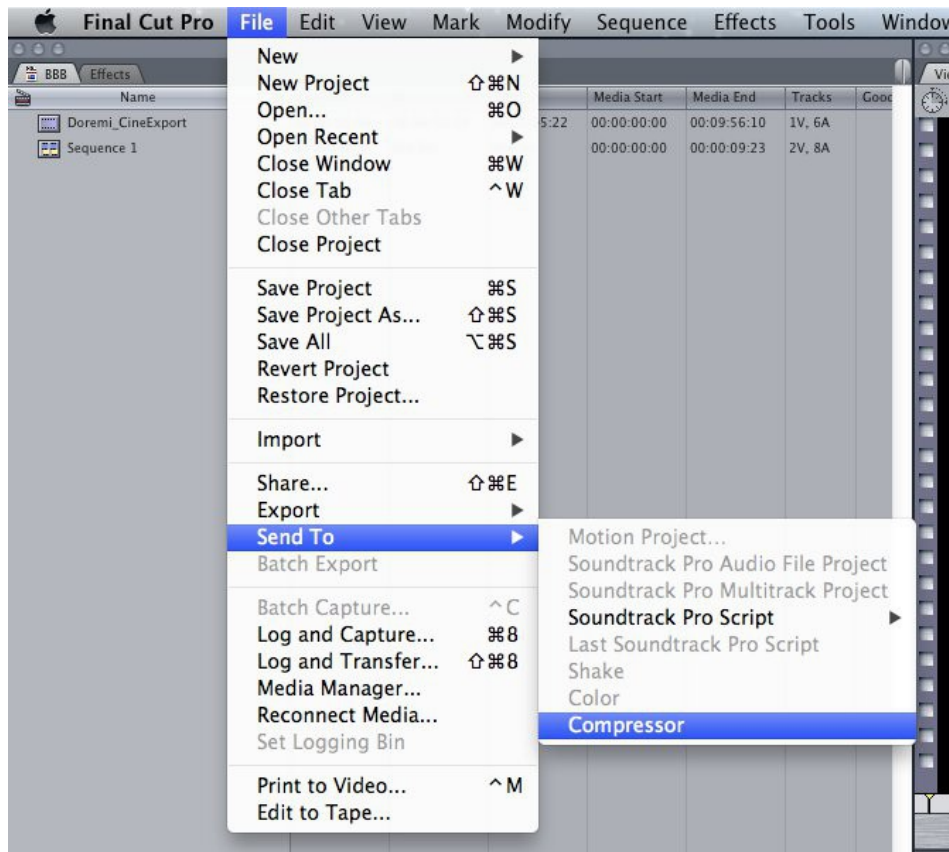 Final Cut Pro File Edit View Mark Modify Sequence Effects Tools Window
BBB Effects
Name Media Start Media End Tracks
Doremi_CineExport 5:22 00:00:00:00 00:09:56:10 1V, 6A
Sequence 1 00:00:00:00 00:00:09:23 2V, 8A
New ▶
New Project ⇧⌘N
Open... ⌘O
Open Recent ▶
Close Window ⌘W
Close Tab ^W
Close Other Tabs
Close Project
Save Project ⌘S
Save Project As... ⇧⌘S
Save All ⌥⌘S
Revert Project
Restore Project...
Import ▶
Share... ⇧⌘E
Export ▶
Send To ▶
Batch Export
Batch Capture... ^C
Log and Capture... ⌘8
Log and Transfer... ⇧⌘8
Media Manager...
Reconnect Media...
Set Logging Bin
Print to Video... ^M
Edit to Tape...
Motion Project...
Soundtrack Pro Audio File Project
Soundtrack Pro Multitrack Project
Soundtrack Pro Script ▶
Last Soundtrack Pro Script
Shake
Color
Compressor